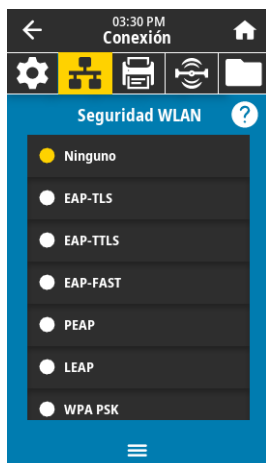 03:30 PM
Conexión
Seguridad WLAN
?
Ninguno
EAP-TLS
EAP-TTLS
EAP-FAST
PEAP
LEAP
WPA PSK